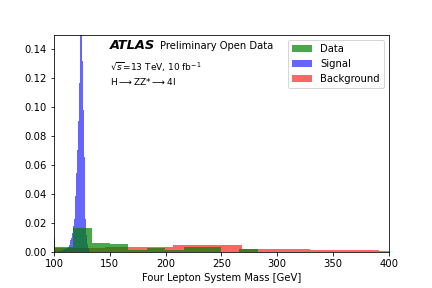 ATLAS Preliminary Open Data
√s=13 TeV, 10 fb⁻¹
H⟶ZZ*⟶4l
Data
Signal
Background
0.14
0.12
0.10
0.08
0.06
0.04
0.02
0.00
100 150 200 250 300 350 400
Four Lepton System Mass [GeV]